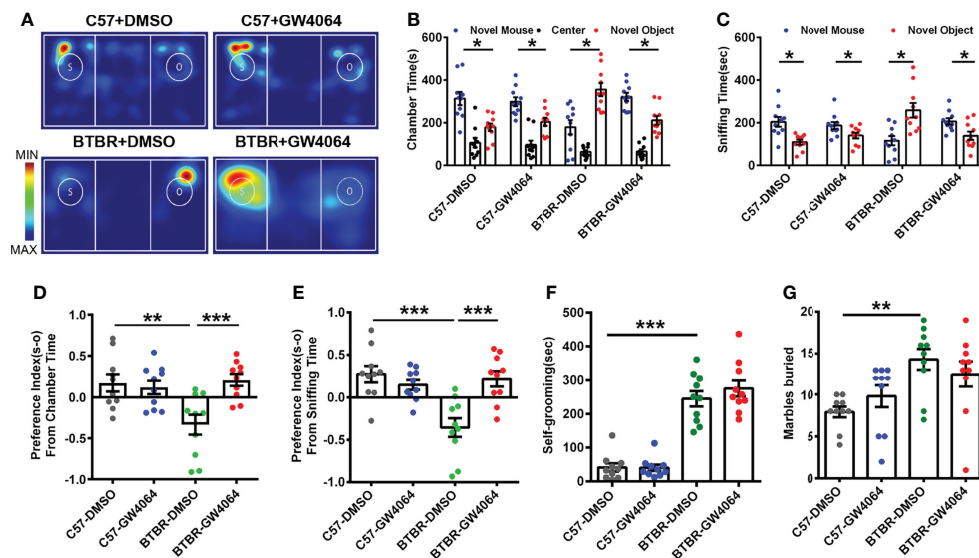 A
C57+DMSO
C57+GW4064
S
O
S
O
BTBR+DMSO
BTBR+GW4064
MIN
MAX
S
O
S
O
B
Novel Mouse
Center
Novel Object
Chamber Time(s)
600
400
200
0
*
*
*
*
C57-DMSO
C57-GW4064
BTBR-DMSO
BTBR-GW4064
C
Novel Mouse
Novel Object
Sniffing Time(sec)
600
400
200
0
*
*
*
*
C57-DMSO
C57-GW4064
BTBR-DMSO
BTBR-GW4064
D
Preference Index(s-o)
From Chamber Time
1.0
0.5
0.0
-0.5
-1.0
**
***
C57-DMSO
C57-GW4064
BTBR-DMSO
BTBR-GW4064
E
Preference Index(s-o)
From Sniffing Time
1.0
0.5
0.0
-0.5
-1.0
***
***
C57-DMSO
C57-GW4064
BTBR-DMSO
BTBR-GW4064
F
Self-grooming(sec)
500
400
300
200
100
0
***
C57-DMSO
C57-GW4064
BTBR-DMSO
BTBR-GW4064
G
Marbles buried
20
15
10
5
0
**
C57-DMSO
C57-GW4064
BTBR-DMSO
BTBR-GW4064